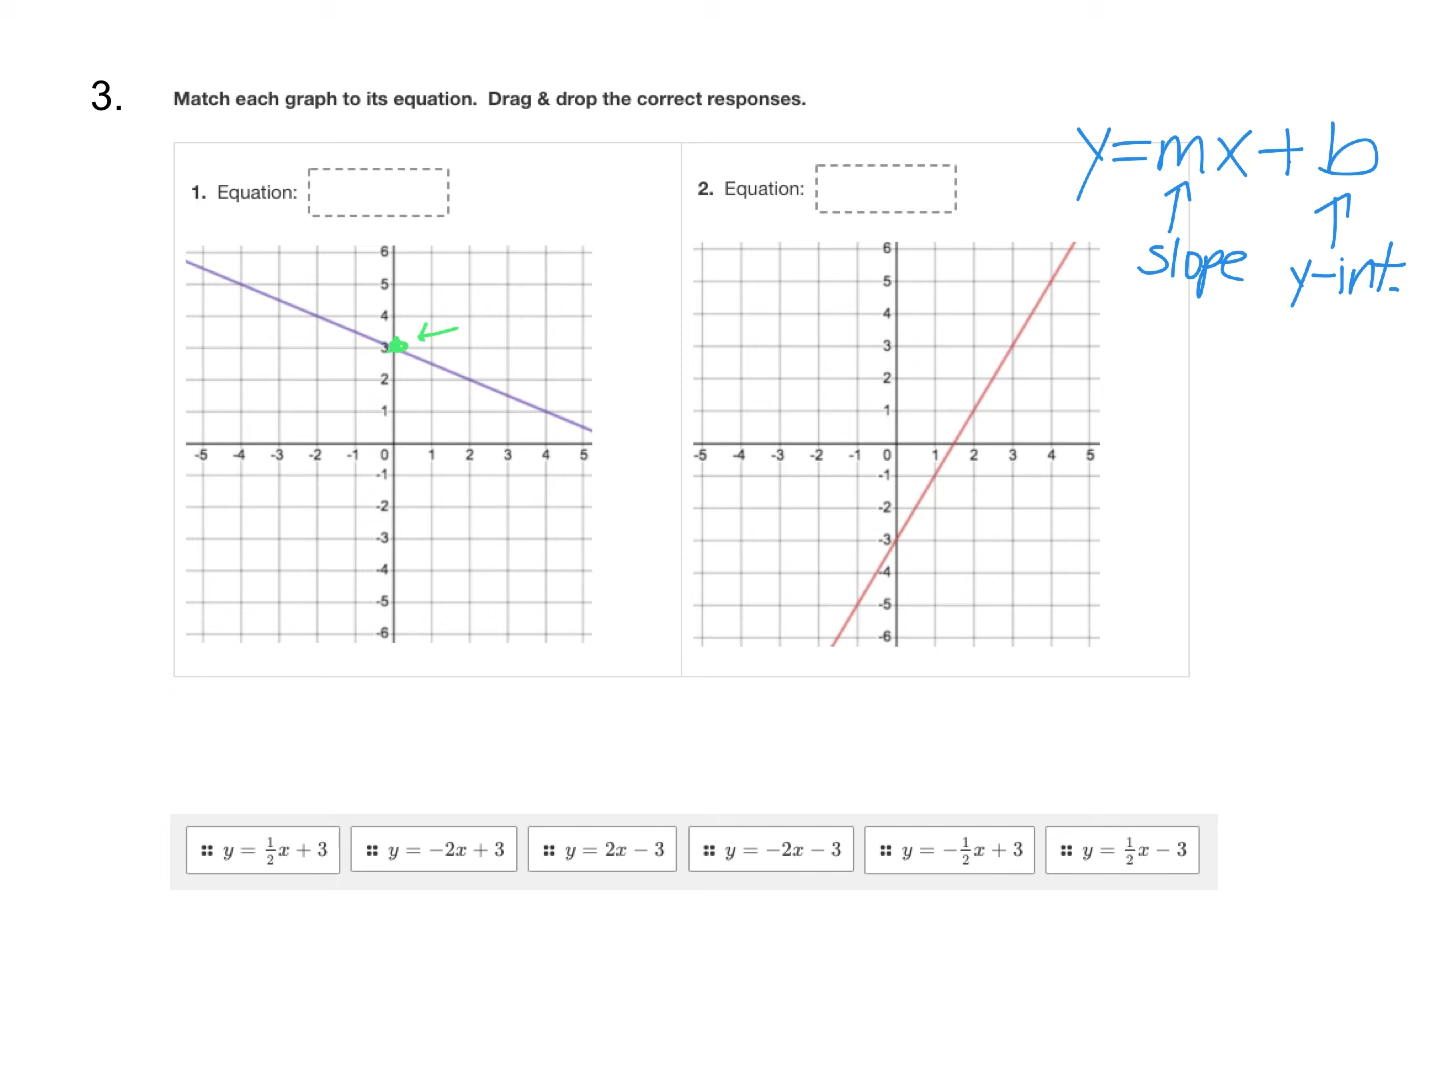 3.
Match each graph to its equation. Drag & drop the correct responses.
y=mx+b
slope y-int.
1. Equation:
6
5
4
3
2
1
-5 -4 -3 -2 -1 0 1 2 3 4 5
-1
-2
-3
-4
-5
-6
2. Equation:
6
5
4
3
2
1
-5 -4 -3 -2 -1 0 1 2 3 4 5
-1
-2
-3
-4
-5
-6
y = 1/2 x + 3
y = −2x + 3
y = 2x − 3
y = −2x − 3
y = −1/2 x + 3
y = 1/2 x − 3